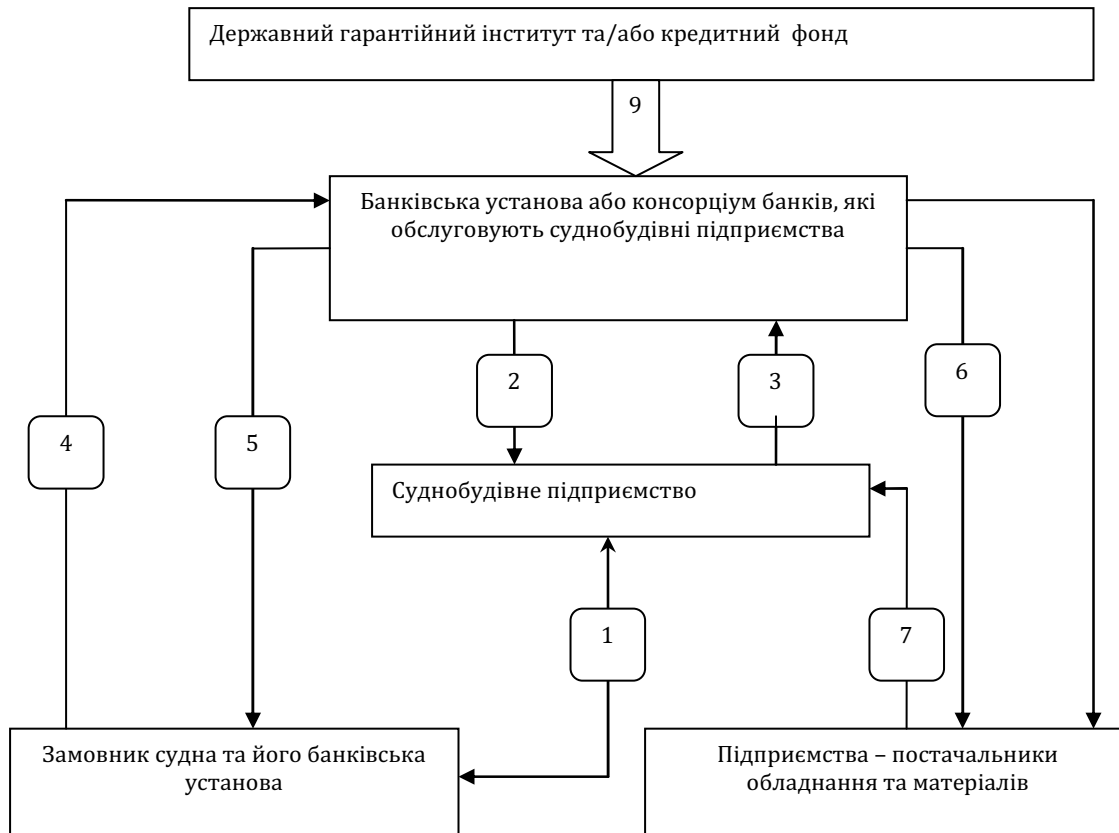 Державний гарантійний інститут та/або кредитний фонд
9
Банківська установа або консорціум банків, які
обслуговують суднобудівні підприємства
2
3
6
4
5
Суднобудівне підприємство
1
7
Замовник судна та його банківська
установа
Підприємства – постачальники
обладнання та матеріалів